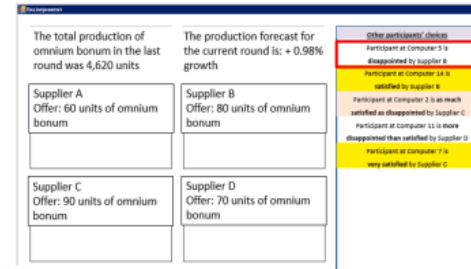 The total production of
omnium bonum in the last
round was 4,620 units
The production forecast for
the current round is: + 0.98%
growth
Supplier A
Offer: 60 units of omnium
bonum
Supplier B
Offer: 80 units of omnium
bonum
Supplier C
Offer: 90 units of omnium
bonum
Supplier D
Offer: 70 units of omnium
bonum
Other participants' choices
Participant at Computer 5 is
disappointed by Supplier B
Participant at Computer 14 is
satisfied by Supplier B
Participant at Computer 2 is as much
satisfied as disappointed by Supplier C
Participant at Computer 11 is more
disappointed than satisfied by Supplier D
Participant at Computer 7 is
very satisfied by Supplier C